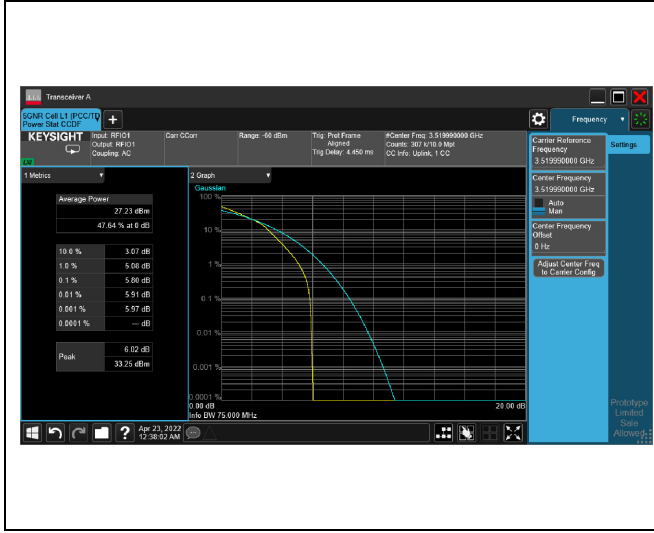 Transceiver A
5GNR Cell L1 (PCC/TD
Power Stat CCDF
Frequency
KEYSIGHT
Input: RFIO1
Output: RFIO1
Coupling: AC
Carr CCorr
Range: -60 dBm
Trig: Prot Frame
Aligned
Trig Delay: 4.450 ms
#Center Freq: 3.519990000 GHz
Counts: 307 k/10.0 Mpt
CC Info: Uplink, 1 CC
Carrier Reference
Frequency
3.519990000 GHz
Settings
Center Frequency
3.519990000 GHz
Auto
Man
Center Frequency
Offset
0 Hz
Adjust Center Freq
to Carrier Config
1 Metrics
Average Power
27.23 dBm
47.64 % at 0 dB
10.0 % 3.07 dB
1.0 % 5.08 dB
0.1 % 5.80 dB
0.01 % 5.91 dB
0.001 % 5.97 dB
0.0001 % --- dB
Peak
6.02 dB
33.25 dBm
2 Graph
Gaussian
100 %
10 %
1 %
0.1 %
0.01 %
0.001 %
0.0001 %
0.00 dB
20.00 dB
Info BW 75.000 MHz
Prototype
Limited
Sale
Allowed
?
Apr 23, 2022
12:38:02 AM